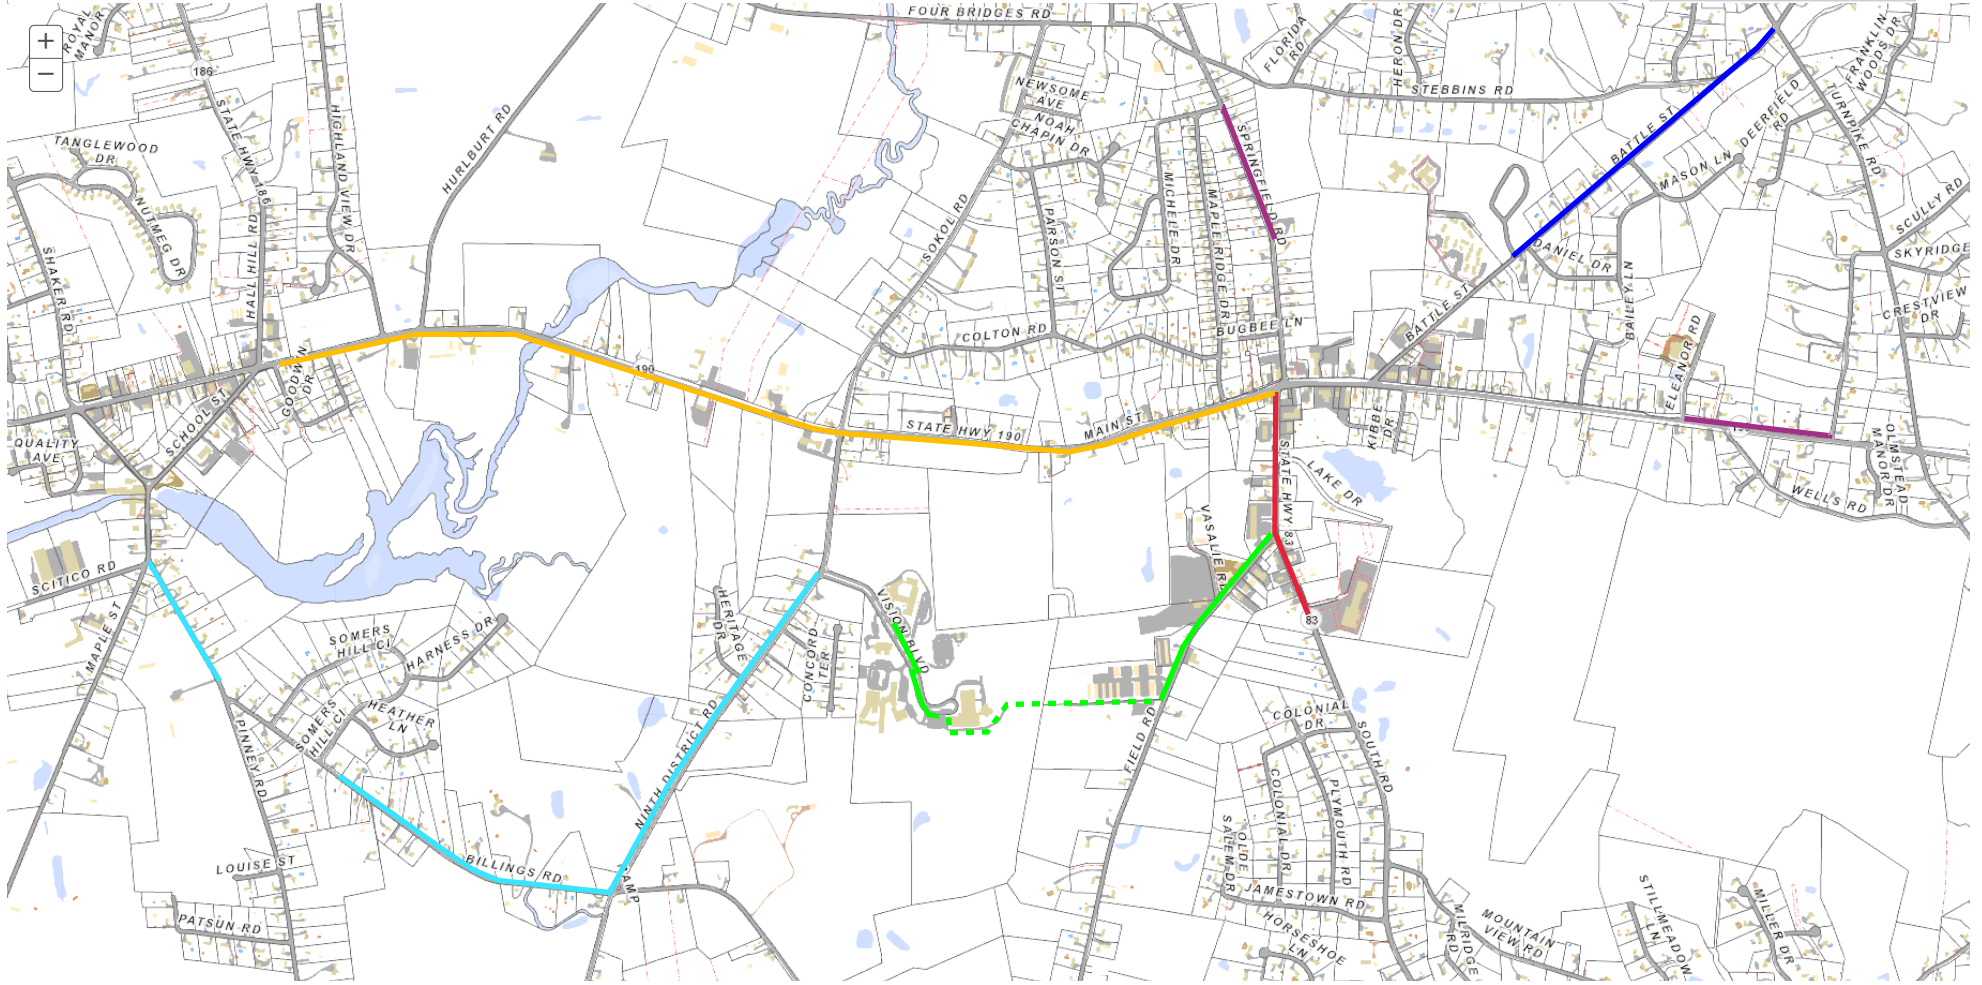 +
−
ROYAL
MANOR
186
STATE HWY 186
HIGHLAND VIEW DR
HURLBURT RD
FOUR BRIDGES RD
FLORIDA
RD
HERON DR
STEBBINS RD
FRANKLIN
WOODS DR
TURNPIKE RD
DEERFIELD
RD
BATTLE ST
MASON LN
NEWSOME
AVE
NOAH
CHAPIN DR
SPRINGFIELD RD
TANGLEWOOD
DR
NUTMEG DR
SHAKER RD
HALL HILL RD
SOKOL RD
PARSON ST
MICHELE DR
MAPLE RIDGE DR
SCULLY RD
SKYRIDGE
CRESTVIEW
DR
DANIEL DR
BAILEY LN
BATTLE ST
BUGBEE LN
COLTON RD
ELEANOR RD
GOODWIN
DR
SCHOOL ST
190
STATE HWY 190
MAIN ST
KIBBE
DR
190
OLMSTEAD
MANOR DR
WELLS RD
QUALITY
AVE
LAKE DR
STATE HWY 83
VASALIE RD
SCITICO RD
MAPLE ST
SOMERS
HILL CI
HARNESS DR
HERITAGE
DR
CONCORD
TER
VISION BLVD
83
SOMERS
HILL CI
HEATHER
LN
PINNEY RD
NINTH DISTRICT RD
FIELD RD
COLONIAL
DR
SOUTH RD
COLONIAL DR
PLYMOUTH RD
OLDE
SALEM DR
JAMESTOWN RD
HORSESHOE
LN
LOUISE ST
PATSUN RD
BILLINGS RD
CAMP
MILRIDGE
RD
MOUNTAIN
VIEW RD
STILLMEADOW
LN
MILLER DR